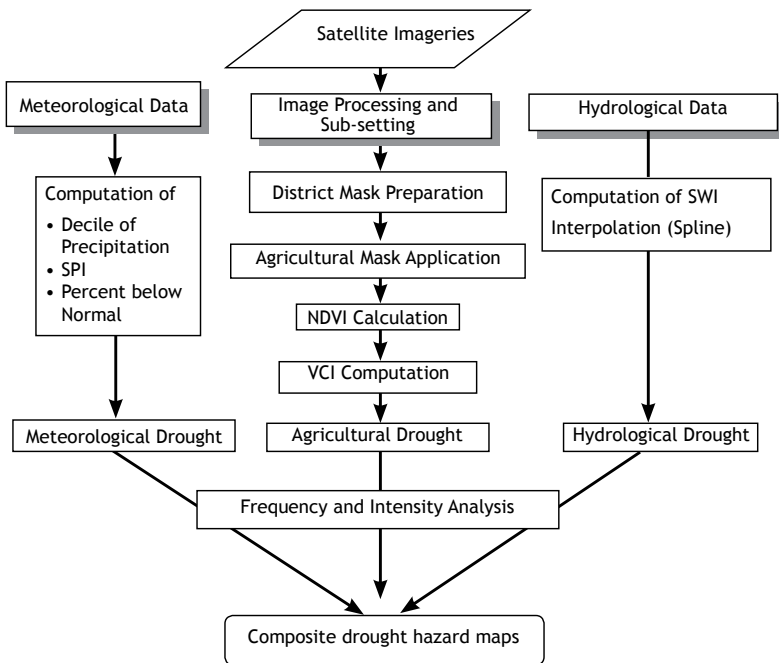 Satellite Imageries
Meteorological Data
Image Processing and
Sub-setting
Hydrological Data
Computation of
• Decile of
Precipitation
• SPI
• Percent below
Normal
District Mask Preparation
Computation of SWI
Interpolation (Spline)
Agricultural Mask Application
NDVI Calculation
VCI Computation
Meteorological Drought
Agricultural Drought
Hydrological Drought
Frequency and Intensity Analysis
Composite drought hazard maps